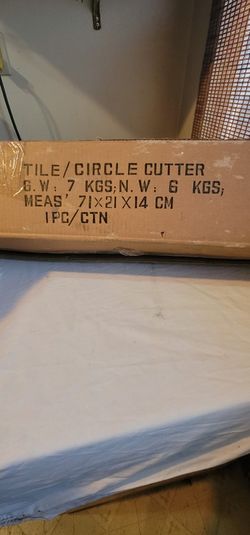 TILE/CIRCLE CUTTER
G.W: 7 KGS; N.W: 6 KGS;
MEAS' 71X21X14 CM
1PC/CTN